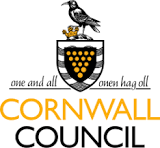 one and all onen hag oll
CORNWALL
COUNCIL